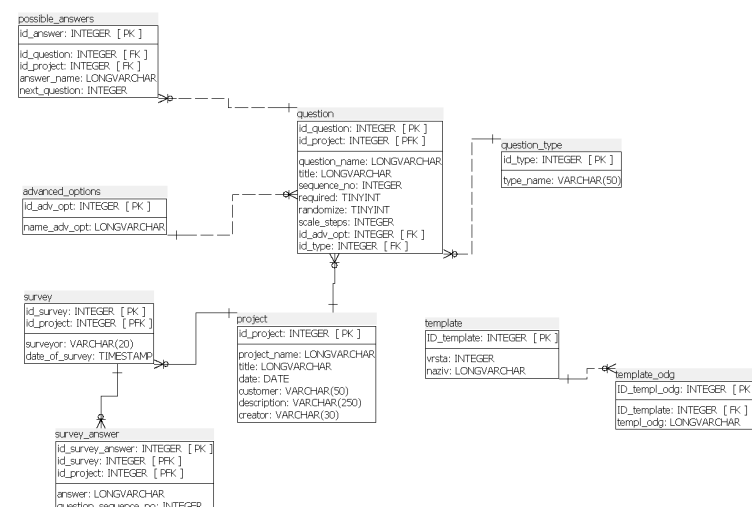 possible_answers
id_answer: INTEGER [ PK ]
id_question: INTEGER [ FK ]
id_project: INTEGER [ FK ]
answer_name: LONGVARCHAR
next_question: INTEGER
question
id_question: INTEGER [ PK ]
id_project: INTEGER [ PFK ]
question_name: LONGVARCHAR
title: LONGVARCHAR
sequence_no: INTEGER
required: TINYINT
randomize: TINYINT
scale_steps: INTEGER
id_adv_opt: INTEGER [ FK ]
id_type: INTEGER [ FK ]
question_type
id_type: INTEGER [ PK ]
type_name: VARCHAR(50)
advanced_options
id_adv_opt: INTEGER [ PK ]
name_adv_opt: LONGVARCHAR
survey
id_survey: INTEGER [ PK ]
id_project: INTEGER [ PFK ]
surveyor: VARCHAR(20)
date_of_survey: TIMESTAMP
project
id_project: INTEGER [ PK ]
project_name: LONGVARCHAR
title: LONGVARCHAR
date: DATE
customer: VARCHAR(50)
description: VARCHAR(250)
creator: VARCHAR(30)
template
ID_template: INTEGER [ PK ]
vrsta: INTEGER
naziv: LONGVARCHAR
template_odg
ID_templ_odg: INTEGER [ PK
ID_template: INTEGER [ FK ]
templ_odg: LONGVARCHAR
survey_answer
id_survey_answer: INTEGER [ PK ]
id_survey: INTEGER [ PFK ]
id_project: INTEGER [ PFK ]
answer: LONGVARCHAR
question_sequence_no: INTEGER